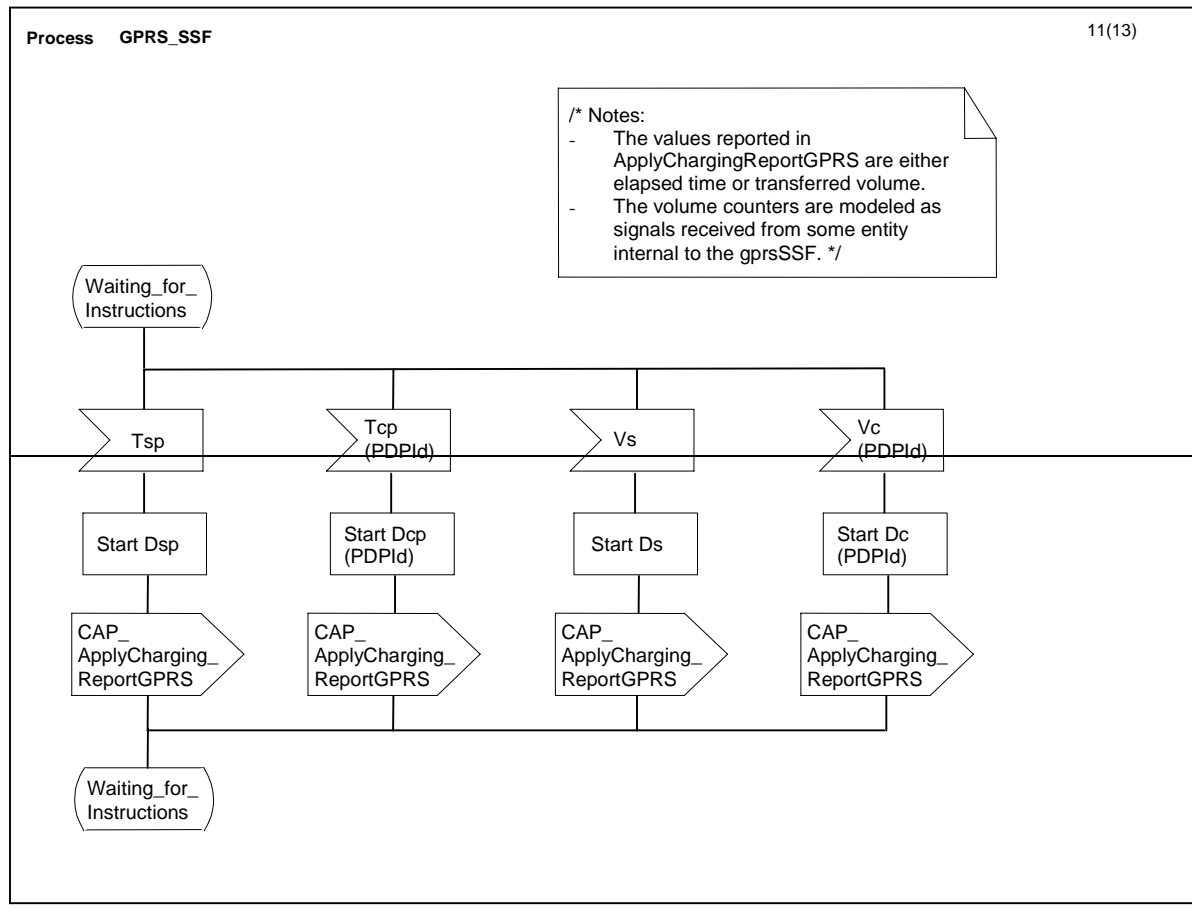 Process GPRS_SSF
11(13)
/* Notes:
- The values reported in
ApplyChargingReportGPRS are either
elapsed time or transferred volume.
- The volume counters are modeled as
signals received from some entity
internal to the gprsSSF. */
Waiting_for_
Instructions
Tsp
Tcp
(PDPId)
Vs
Vc
(PDPId)
Start Dsp
Start Dcp
(PDPId)
Start Ds
Start Dc
(PDPId)
CAP_
ApplyCharging_
ReportGPRS
CAP_
ApplyCharging_
ReportGPRS
CAP_
ApplyCharging_
ReportGPRS
CAP_
ApplyCharging_
ReportGPRS
Waiting_for_
Instructions